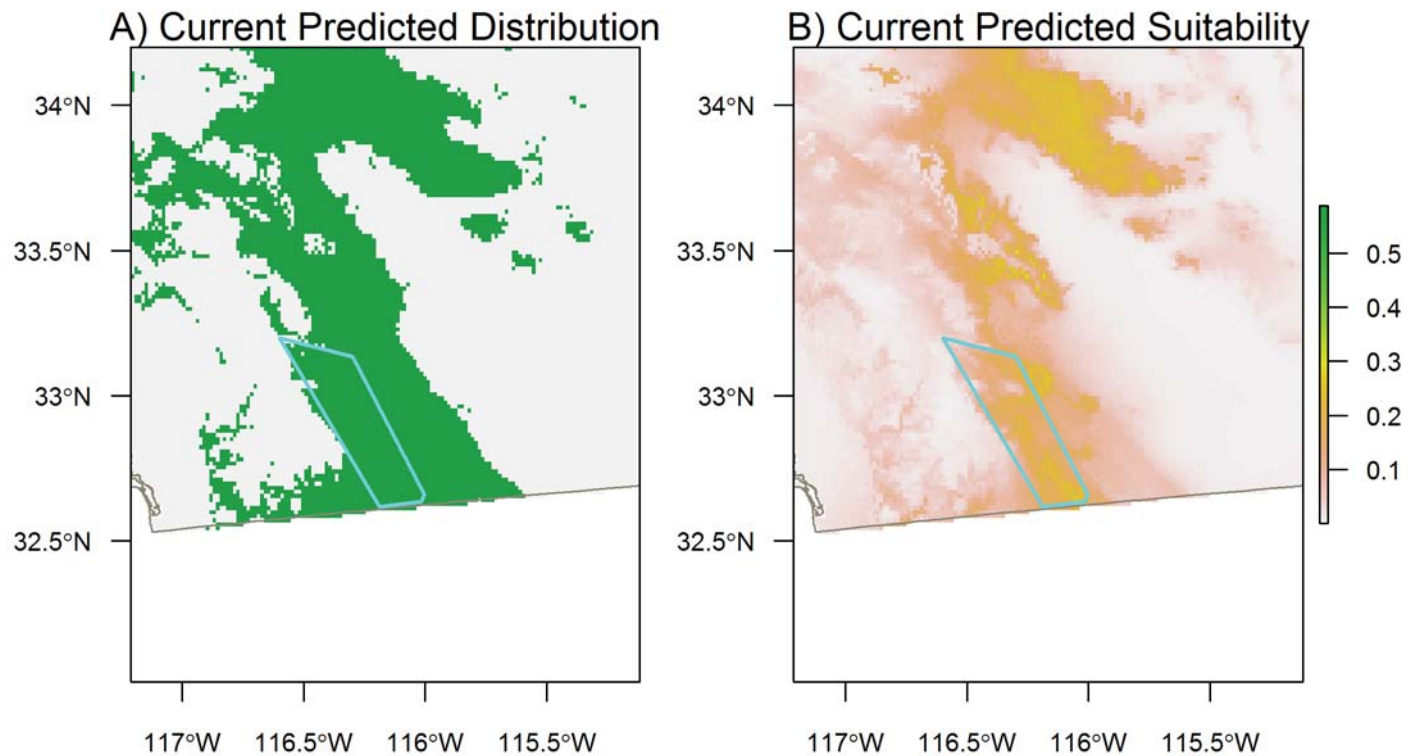 A) Current Predicted Distribution
B) Current Predicted Suitability
34°N
33.5°N
33°N
32.5°N
117°W
116.5°W
116°W
115.5°W
34°N
33.5°N
33°N
32.5°N
117°W
116.5°W
116°W
115.5°W
0.5
0.4
0.3
0.2
0.1